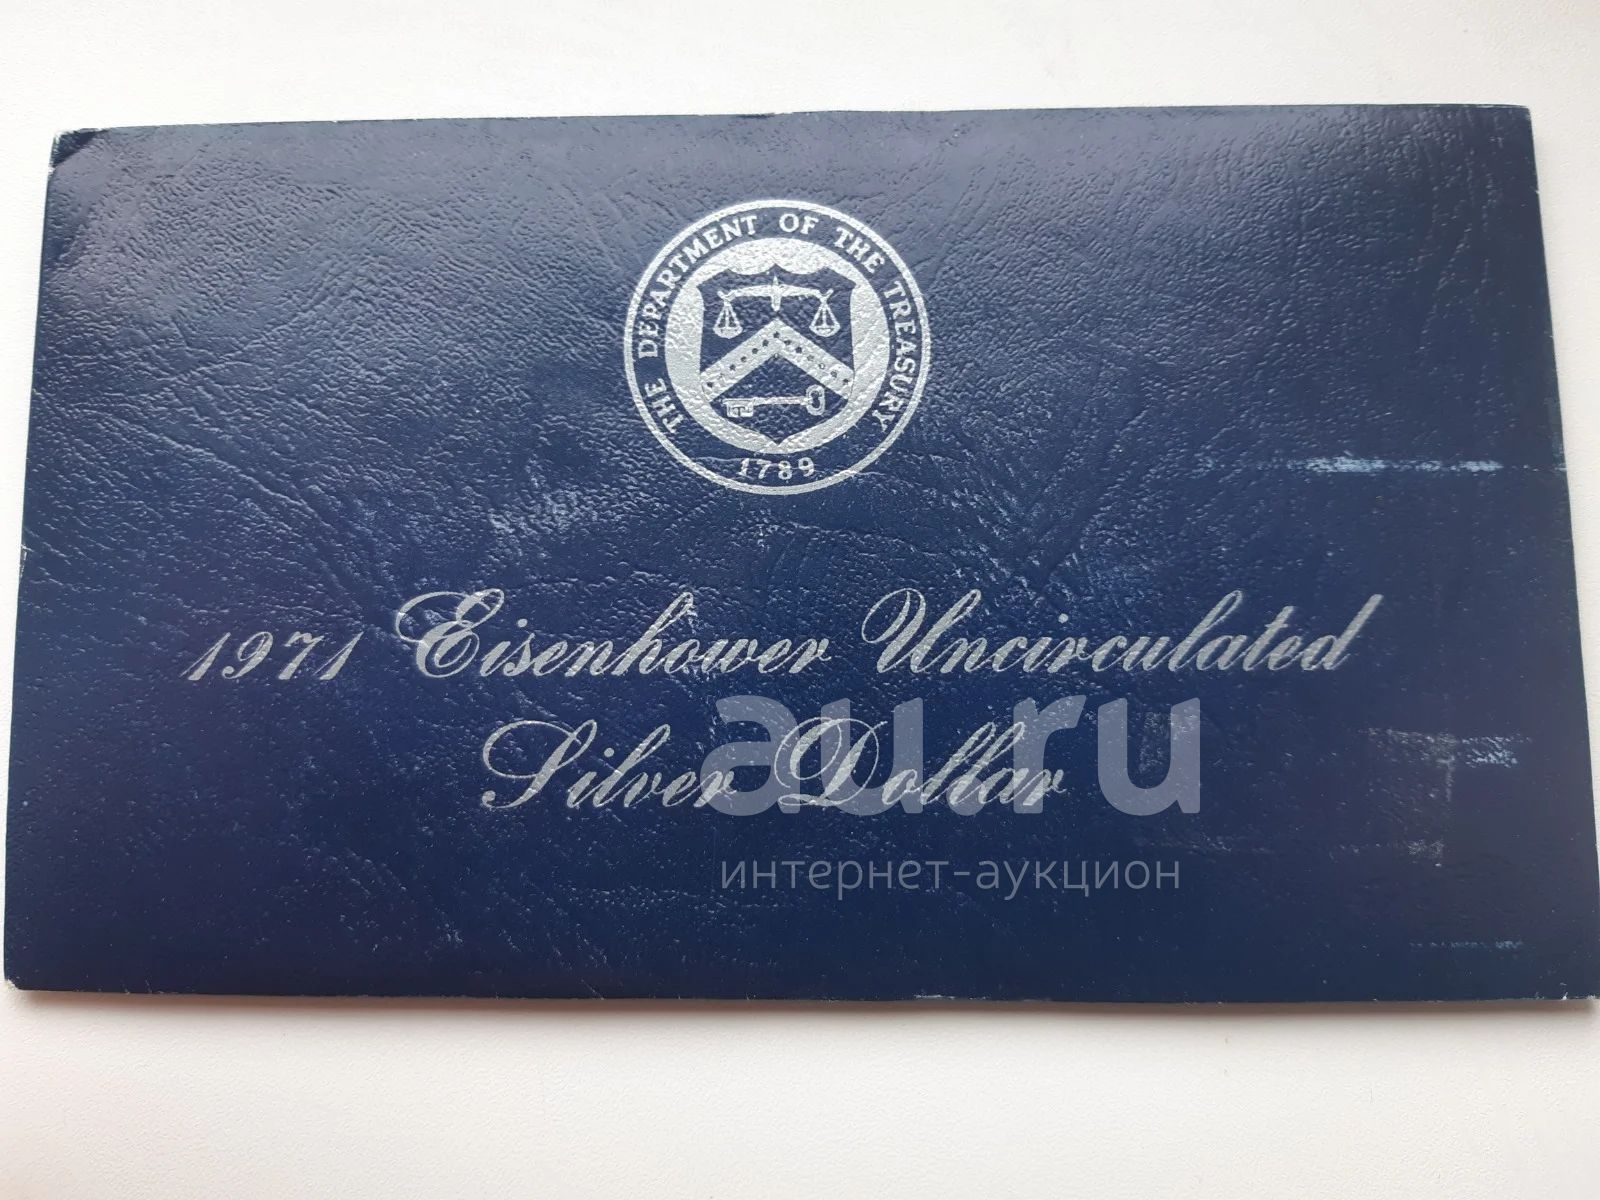 THE DEPARTMENT OF THE TREASURY
1789
1971 Eisenhower Uncirculated
Silver Dollar
au.ru
интернет-аукцион